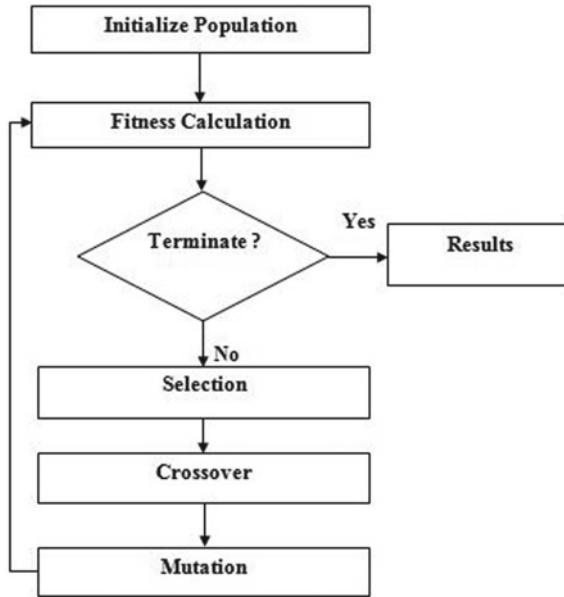 Initialize Population
Fitness Calculation
Terminate ?
Yes
Results
No
Selection
Crossover
Mutation